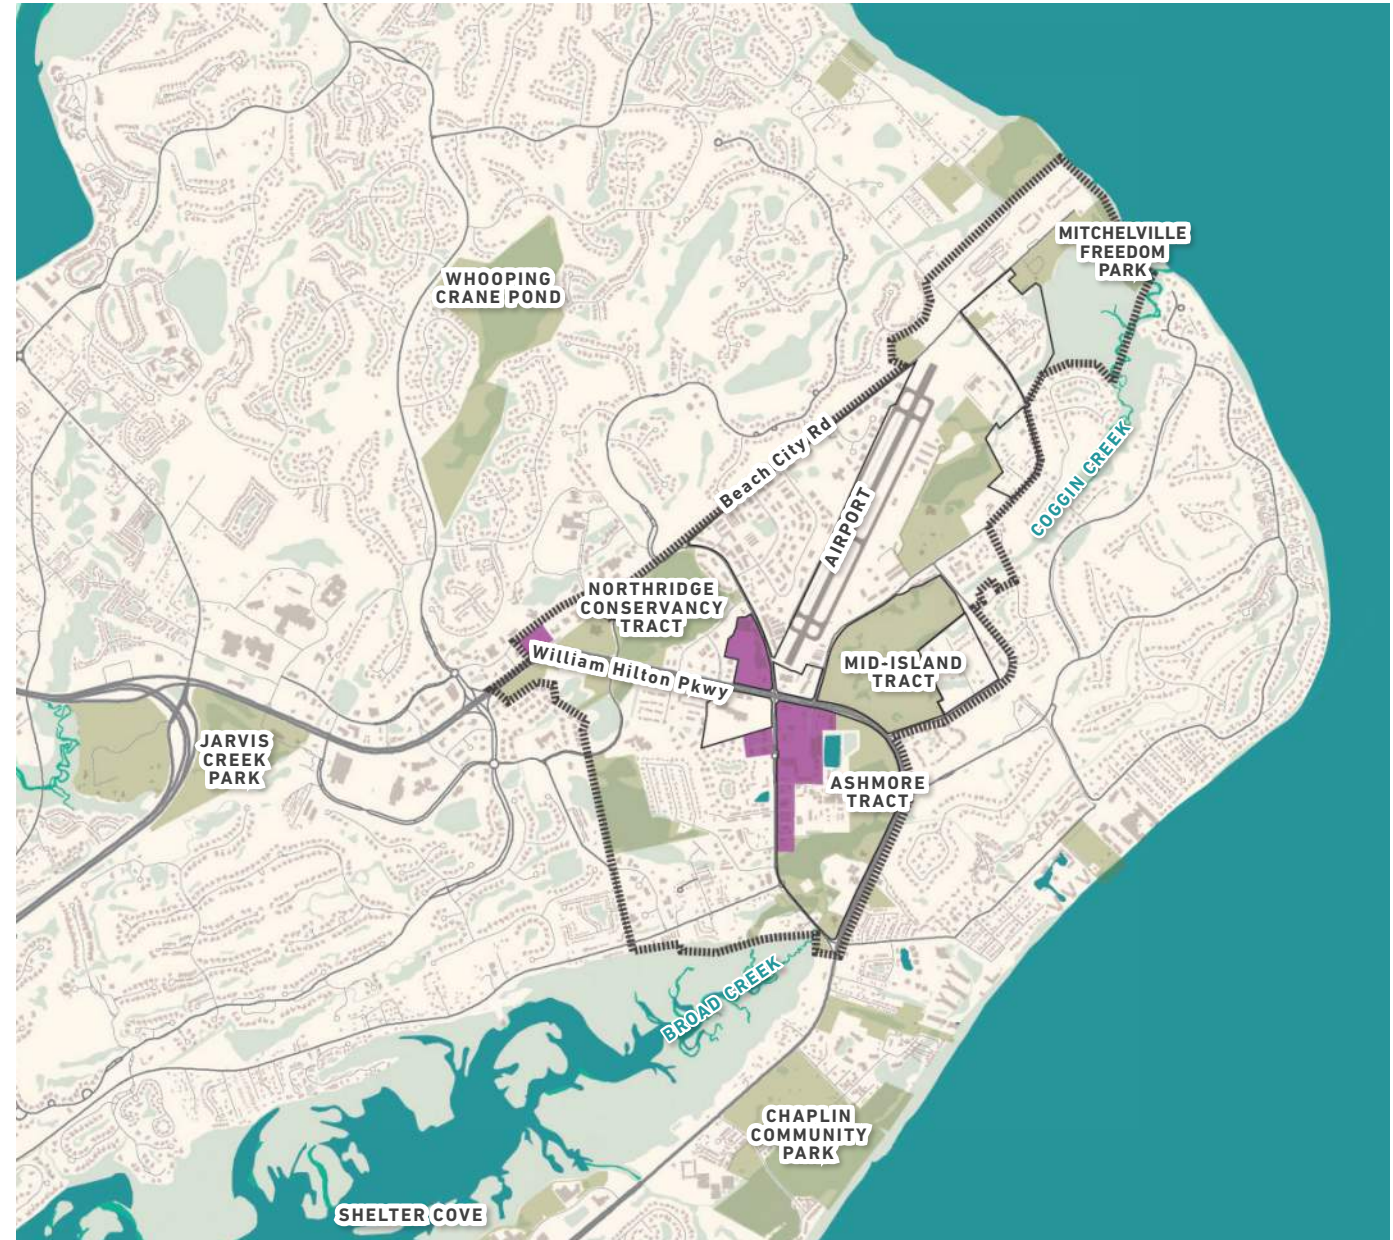 MITCHELVILLE
FREEDOM
PARK
WHOOPING
CRANE POND
Beach City Rd
COGGIN CREEK
AIRPORT
NORTHRIDGE
CONSERVANCY
TRACT
William Hilton Pkwy
MID-ISLAND
TRACT
JARVIS
CREEK
PARK
ASHMORE
TRACT
BROAD CREEK
CHAPLIN
COMMUNITY
PARK
SHELTER COVE